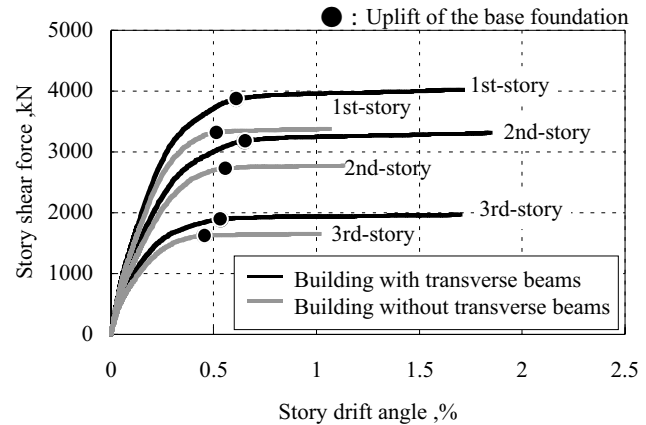 : Uplift of the base foundation
5000
4000
3000
2000
1000
0
Story shear force ,kN
1st-story
1st-story
2nd-story
2nd-story
3rd-story
3rd-story
Building with transverse beams
Building without transverse beams
0
0.5
1
1.5
2
2.5
Story drift angle ,%